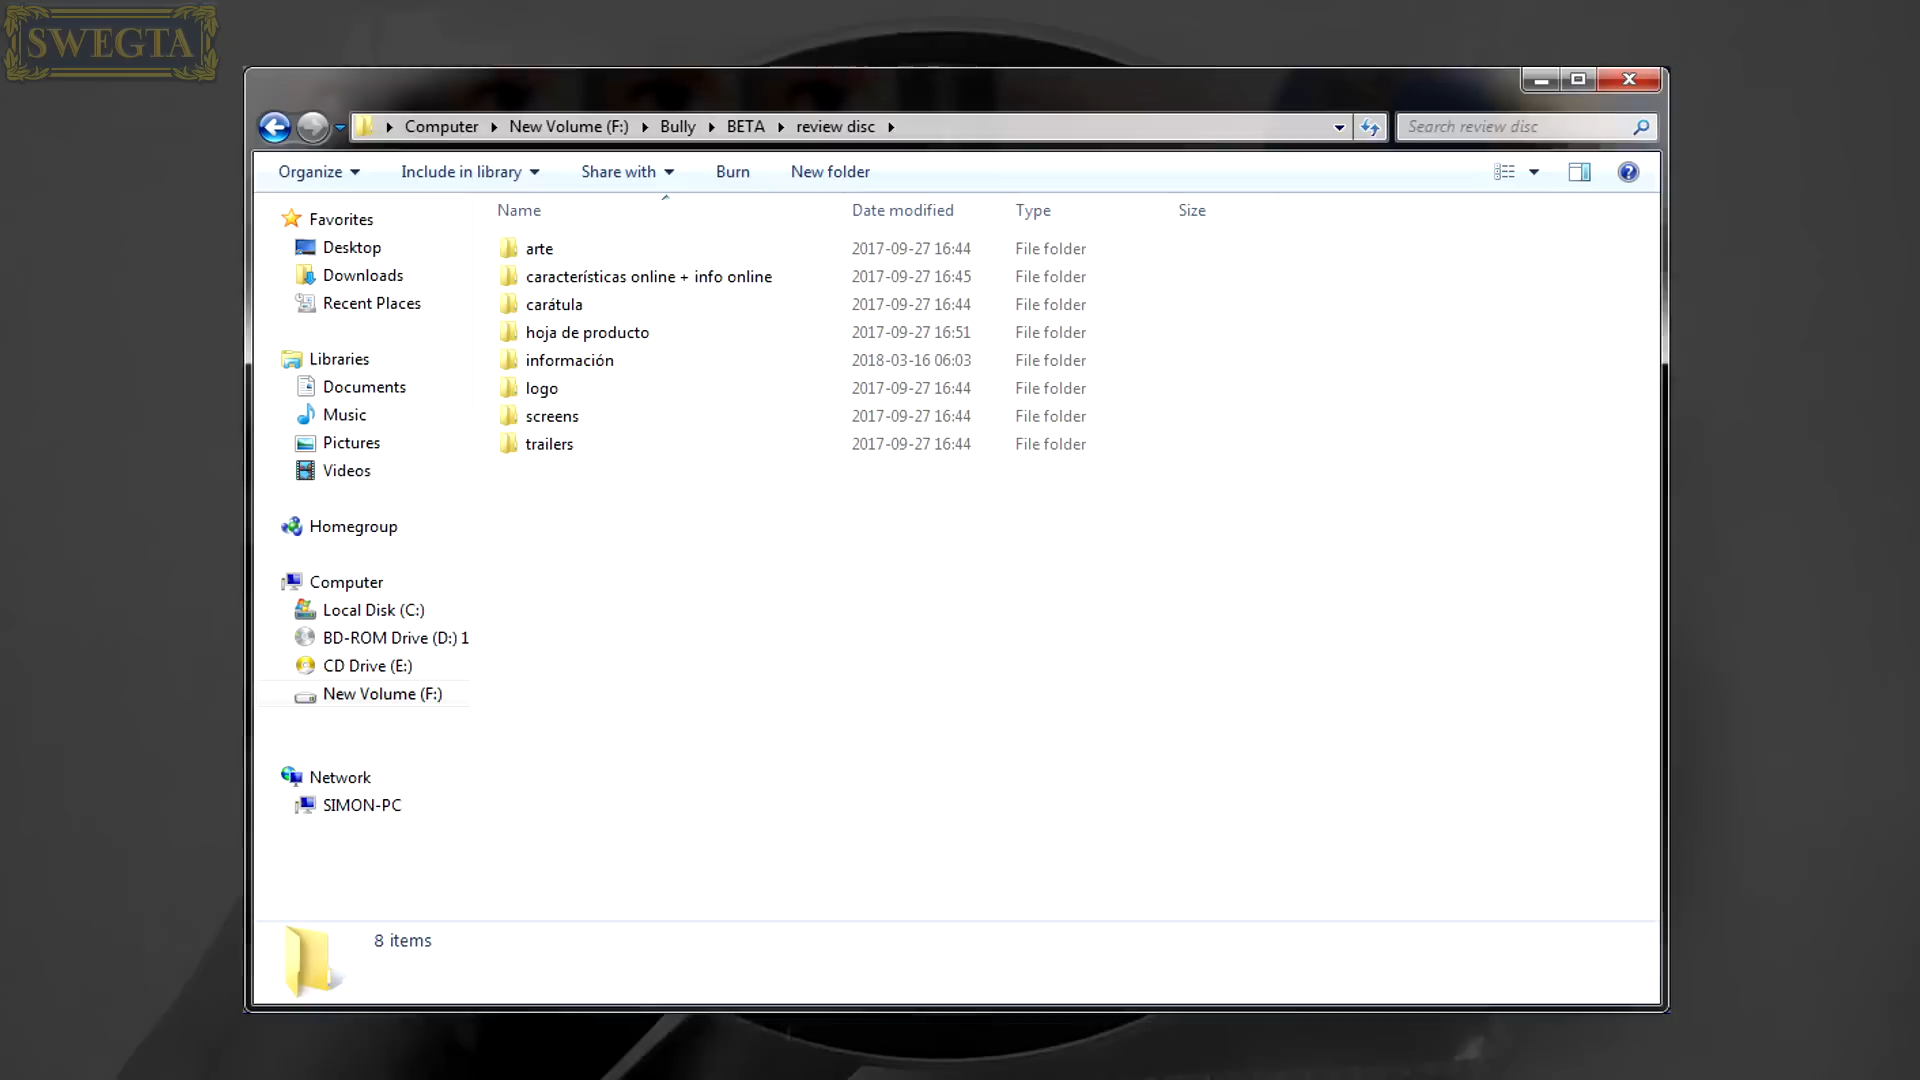 SWEGTA
Computer New Volume (F:) Bully BETA review disc
Search review disc
Organize Include in library Share with Burn New folder
Name Date modified Type Size
Favorites
Desktop
Downloads
Recent Places
Libraries
Documents
Music
Pictures
Videos
Homegroup
Computer
Local Disk (C:)
BD-ROM Drive (D:) 1
CD Drive (E:)
New Volume (F:)
Network
SIMON-PC
arte 2017-09-27 16:44 File folder
características online + info online 2017-09-27 16:45 File folder
carátula 2017-09-27 16:44 File folder
hoja de producto 2017-09-27 16:51 File folder
información 2018-03-16 06:03 File folder
logo 2017-09-27 16:44 File folder
screens 2017-09-27 16:44 File folder
trailers 2017-09-27 16:44 File folder
8 items